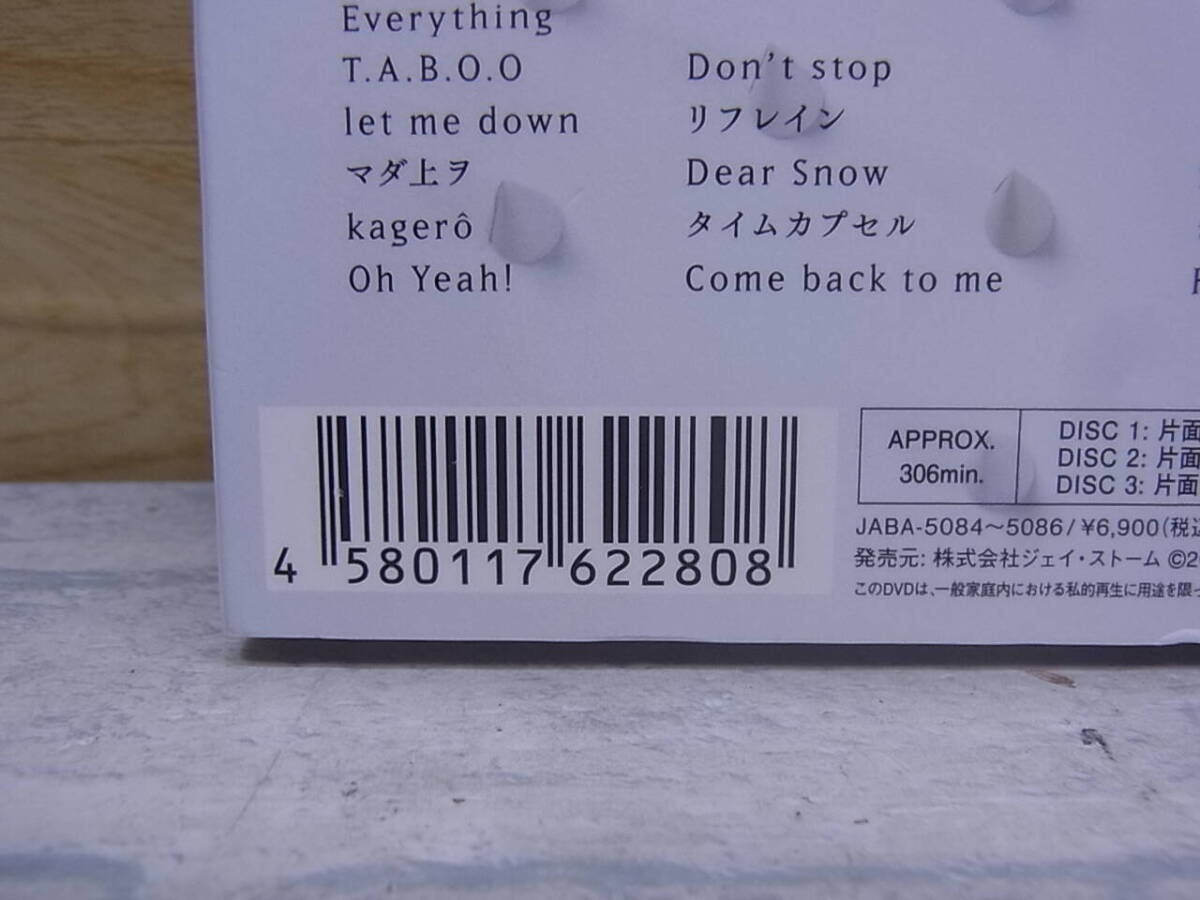 Everything
T.A.B.O.O
let me down
マダ上ヲ
kagerô
Oh Yeah!
Don't stop
リフレイン
Dear Snow
タイムカプセル
Come back to me
4 580117 622808
APPROX.
306min.
DISC 1: 片面
DISC 2: 片面
DISC 3: 片面
JABA-5084〜5086/¥6,900(税込
発売元: 株式会社ジェイ・ストーム ©2
このDVDは、一般家庭内における私的再生に用途を限っ